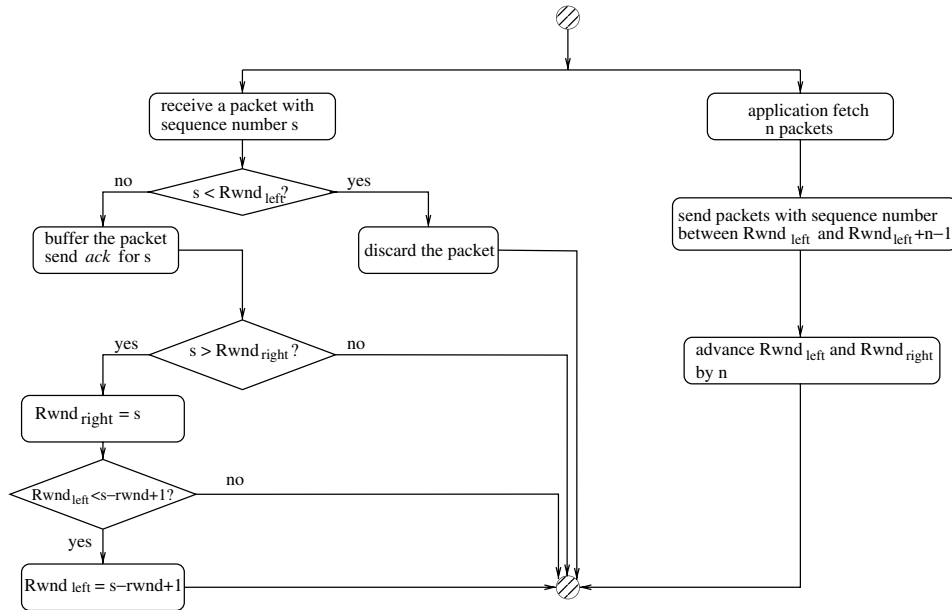 receive a packet with
sequence number s
application fetch
n packets
no
s < Rwnd left?
yes
buffer the packet
send ack for s
discard the packet
send packets with sequence number
between Rwnd left and Rwnd left+n−1
yes
s > Rwnd right ?
no
advance Rwnd left and Rwnd right
by n
Rwnd right = s
Rwnd left<s−rwnd+1?
no
yes
Rwnd left = s−rwnd+1